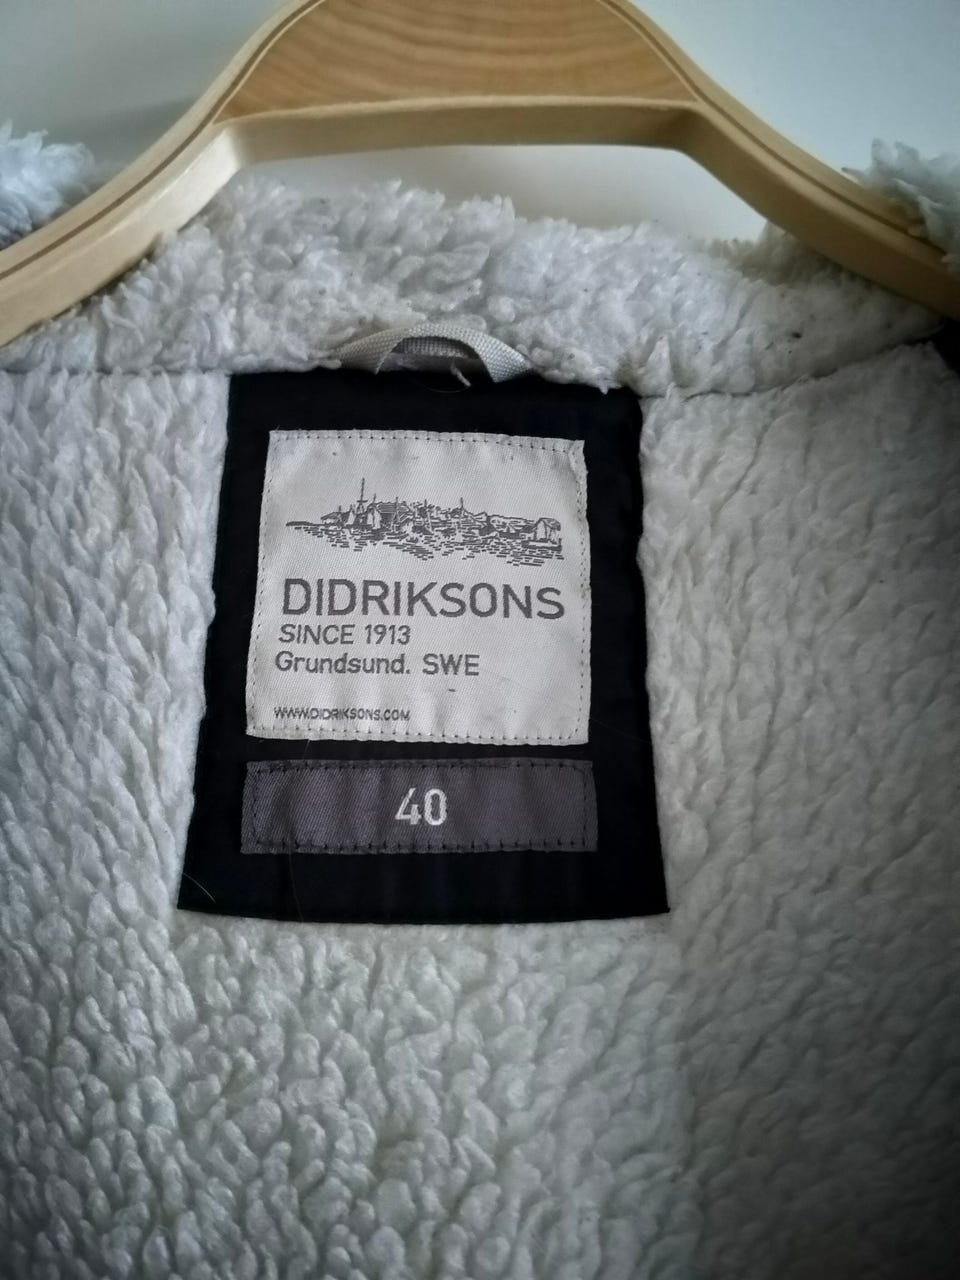 DIDRIKSONS
SINCE 1913
Grundsund. SWE
WWW.DIDRIKSONS.COM
40